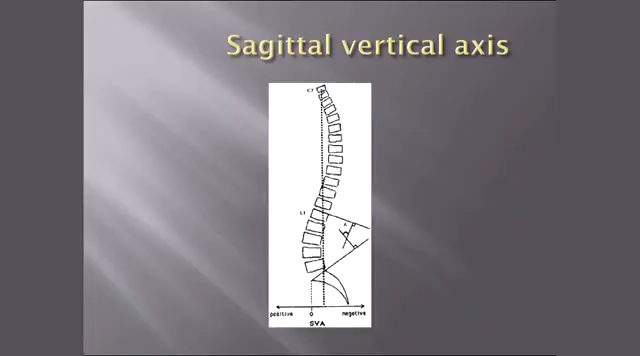 Sagittal vertical axis
C7
L1
A
positive 0 negative
SVA